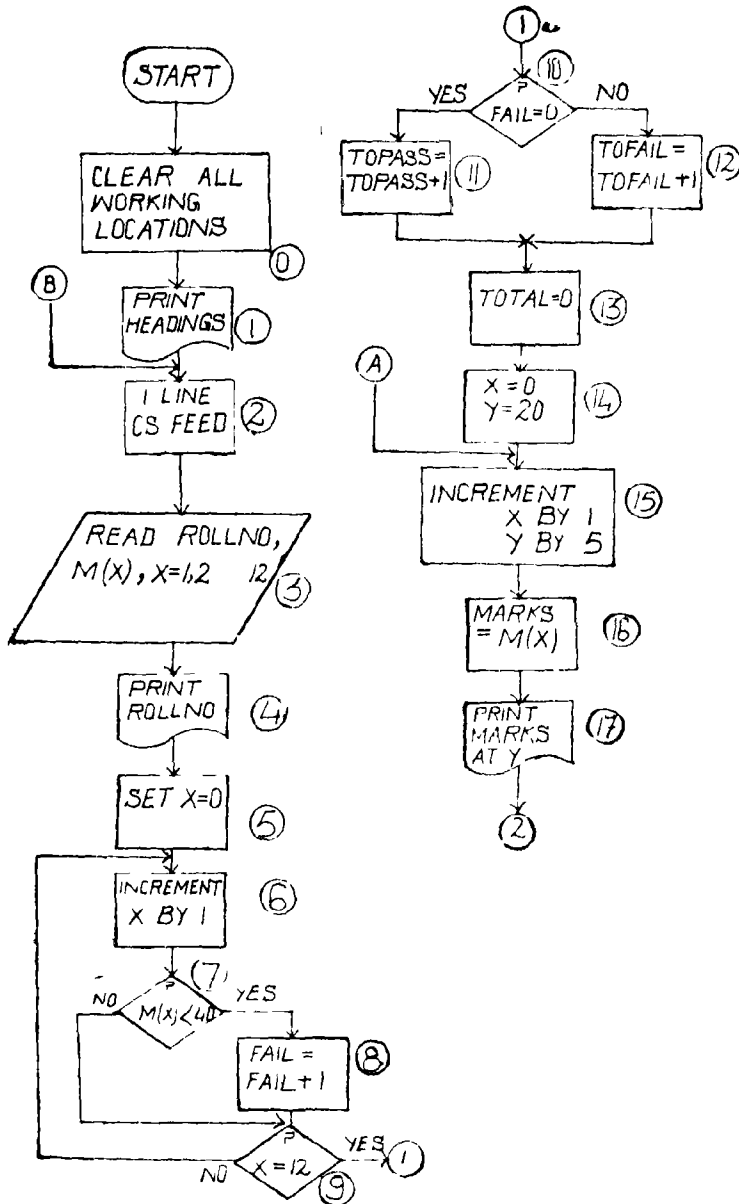 START
CLEAR ALL
WORKING
LOCATIONS
0
B
PRINT
HEADINGS
1
1 LINE
CS FEED
2
READ ROLLNO,
M(X), X=1,2 12
3
PRINT
ROLLNO
4
SET X=0
5
INCREMENT
X BY 1
6
(7)
P
NO
M(X)<40
YES
FAIL =
FAIL+1
8
P
NO
X=12
YES
1
9
1
10
P
YES
FAIL=0
NO
TOPASS=
TOPASS+1
11
TOFAIL=
TOFAIL+1
12
TOTAL=0
13
A
X=0
Y=20
14
INCREMENT
X BY 1
Y BY 5
15
MARKS
= M(X)
16
PRINT
MARKS
AT Y
17
2